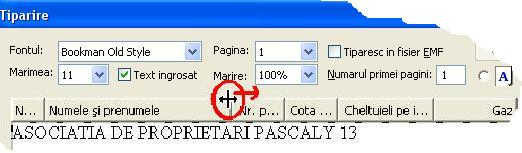 Tiparire
Fontul: Bookman Old Style Pagina: 1 Tiparesc in fisier EMF
Marimea: 11 Text ingrosat Marire: 100% Numarul primei pagini: 1 A
N... Numele și prenumele Nr. p... Cota ... Cheltuieli pe i... Gaz
ASOCIATIA DE PROPRIETARI PASCALY 13